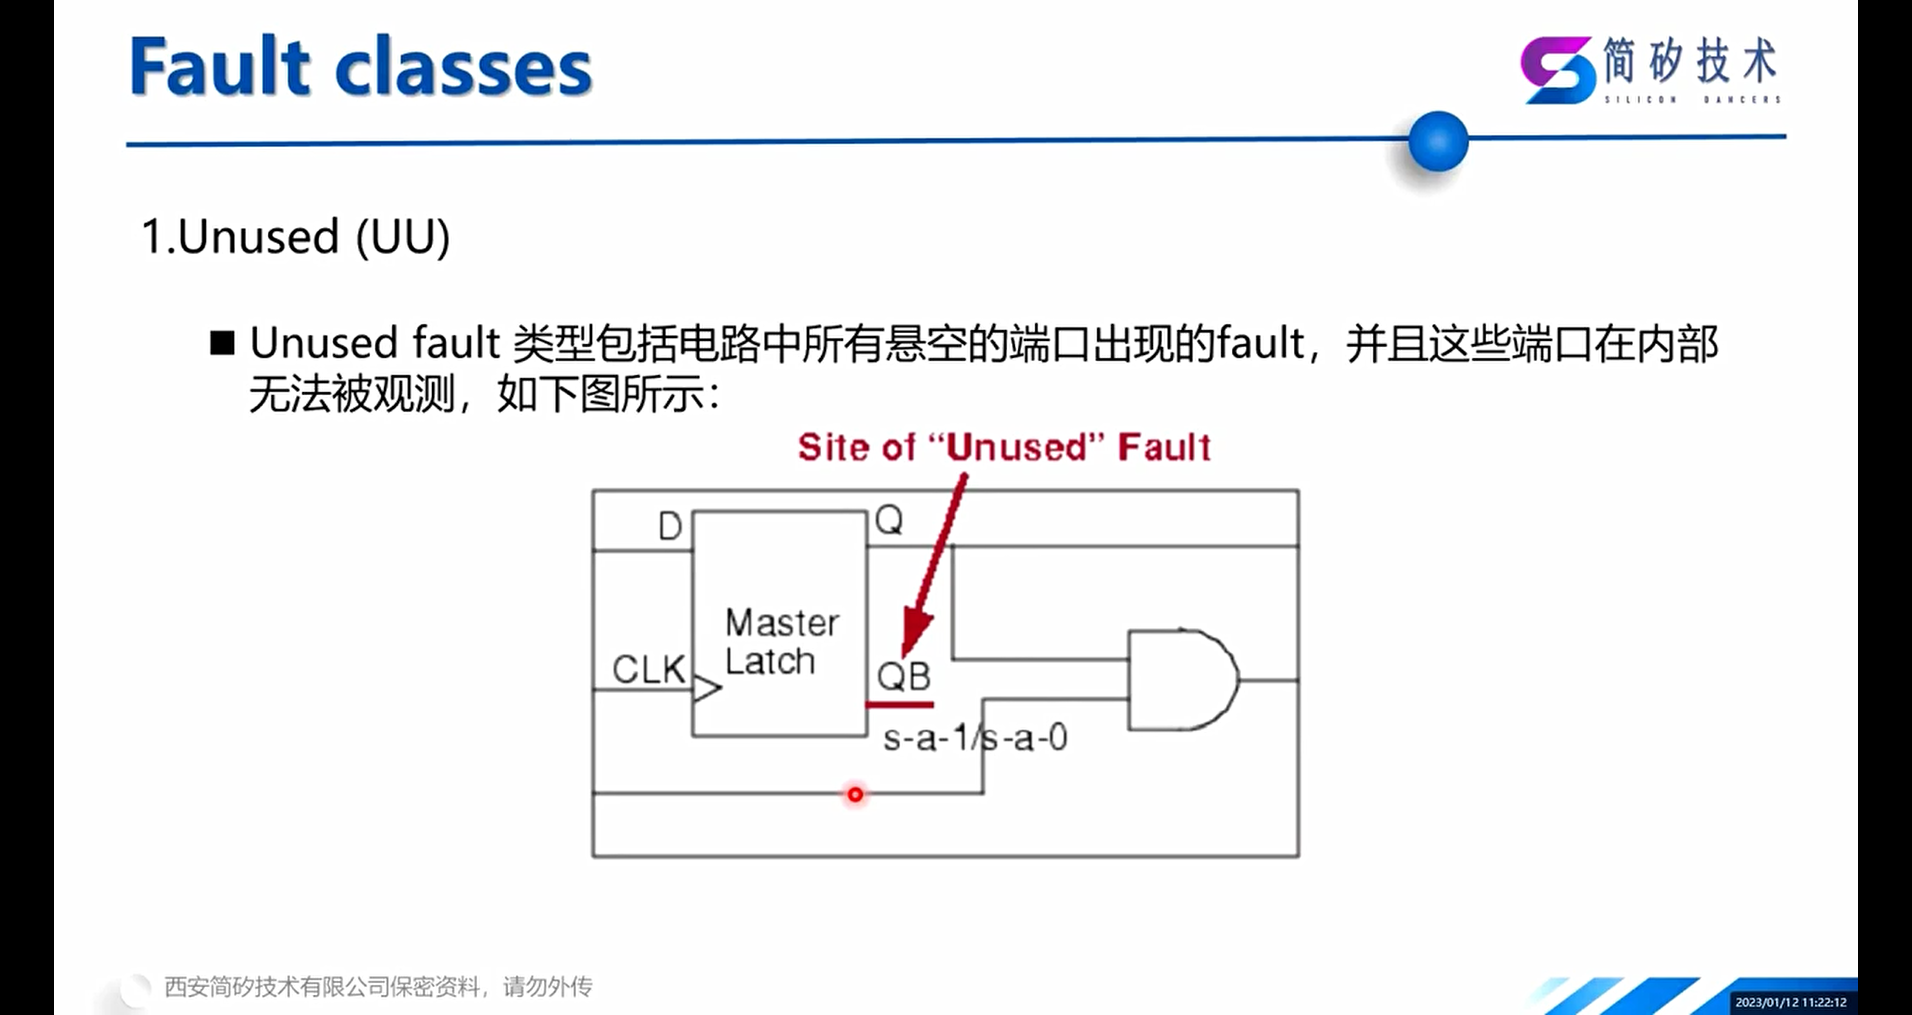 Fault classes
简矽技术
SILICON DANCERS
1.Unused (UU)
■ Unused fault 类型包括电路中所有悬空的端口出现的fault，并且这些端口在内部
无法被观测，如下图所示：
Site of “Unused” Fault
D
Q
Master
Latch
CLK
QB
s-a-1/s-a-0
西安简矽技术有限公司保密资料，请勿外传
2023/01/12 11:22:12